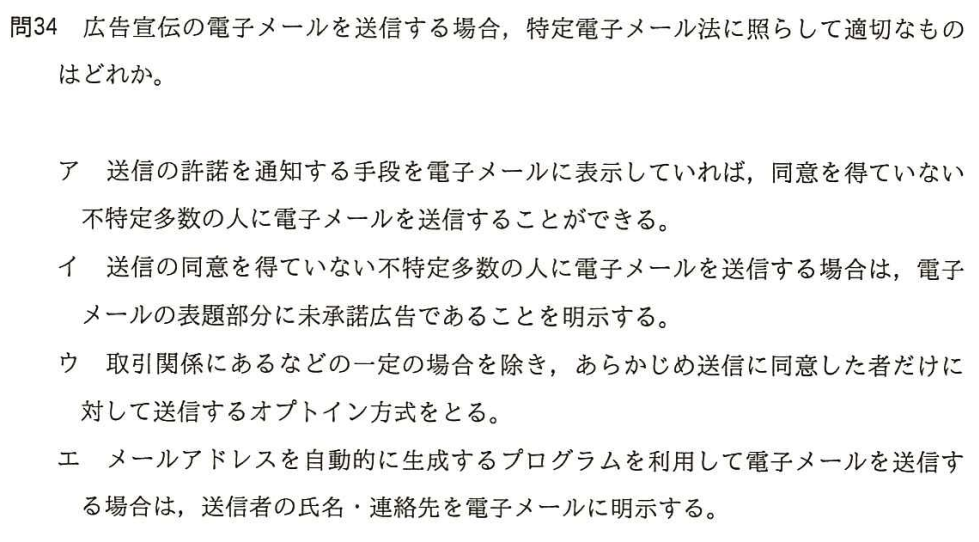 問34　広告宣伝の電子メールを送信する場合，特定電子メール法に照らして適切なもの
はどれか。
ア　送信の許諾を通知する手段を電子メールに表示していれば，同意を得ていない
不特定多数の人に電子メールを送信することができる。
イ　送信の同意を得ていない不特定多数の人に電子メールを送信する場合は，電子
メールの表題部分に未承諾広告であることを明示する。
ウ　取引関係にあるなどの一定の場合を除き，あらかじめ送信に同意した者だけに
対して送信するオプトイン方式をとる。
エ　メールアドレスを自動的に生成するプログラムを利用して電子メールを送信す
る場合は，送信者の氏名・連絡先を電子メールに明示する。